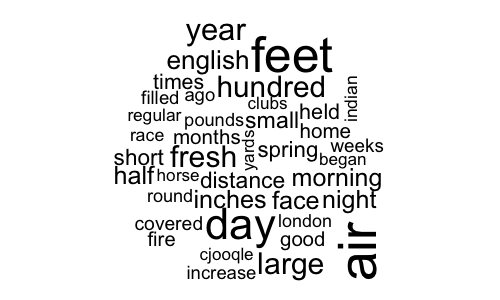 year
english feet
times hundred
filled ago clubs indian
regular pounds small held
race months yards home
short fresh spring weeks
began
half horse distance morning
round inches face night
covered day london
fire good air
cjooqle large
increase